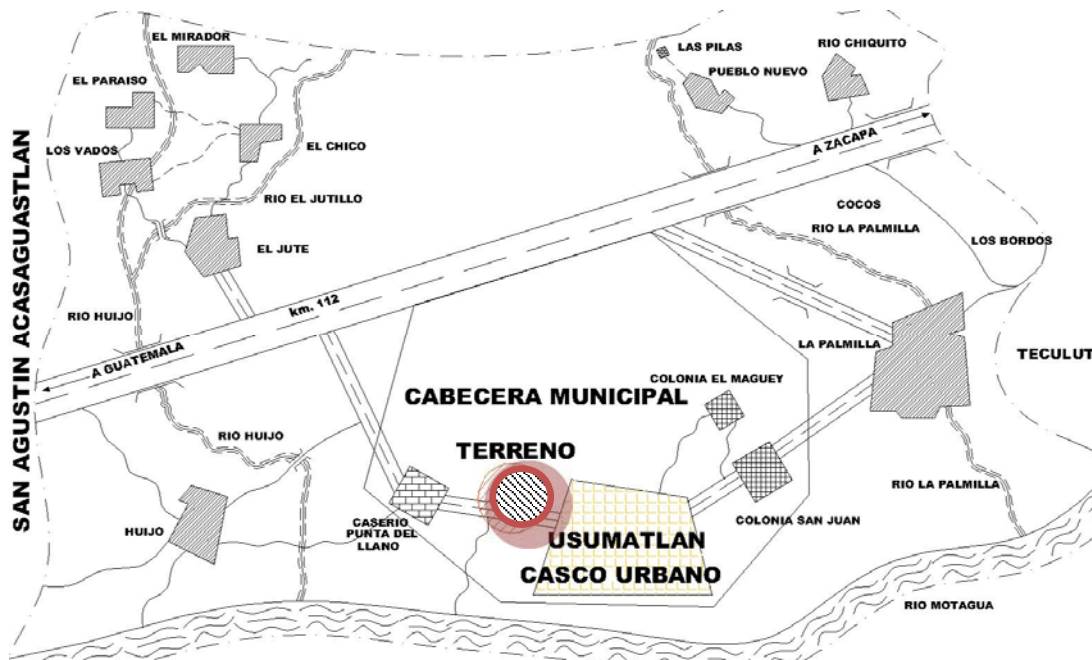 EL MIRADOR
LAS PILAS
RIO CHIQUITO
PUEBLO NUEVO
EL PARAISO
LOS VADOS
EL CHICO
A ZACAPA
RIO EL JUTILLO
COCOS
RIO LA PALMILLA
LOS BORDOS
EL JUTE
SAN AGUSTIN ACASAGUASTLAN
RIO HUIJO
km. 112
A GUATEMALA
LA PALMILLA
TECULUT
COLONIA EL MAGUEY
CABECERA MUNICIPAL
RIO HUIJO
TERRENO
RIO LA PALMILLA
HUIJO
CASERIO
PUNTA DEL
LLANO
COLONIA SAN JUAN
USUMATLAN
CASCO URBANO
RIO MOTAGUA